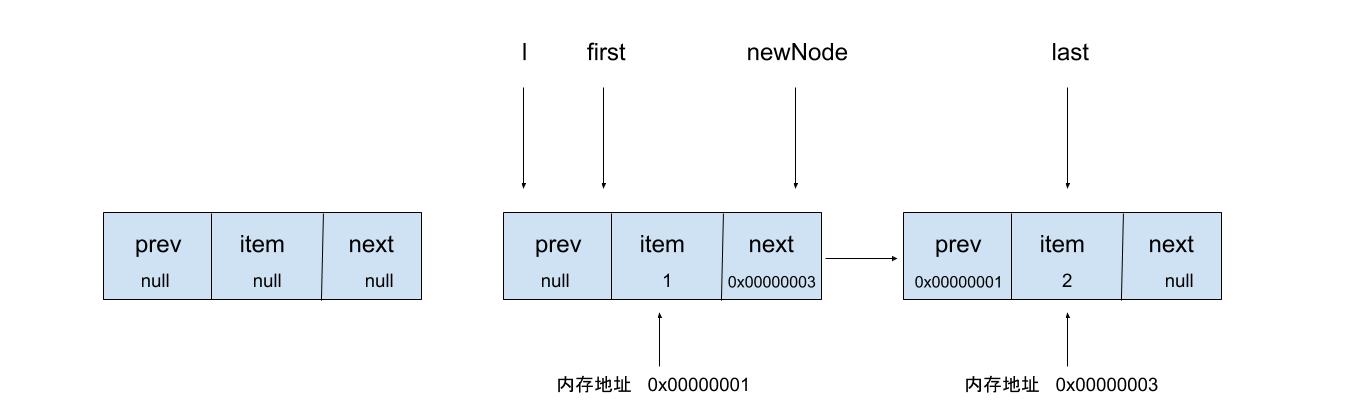 l first newNode last
prev item next prev item next prev item next
null null null null 1 0x00000003 0x00000001 2 null
内存地址 0x00000001 内存地址 0x00000003